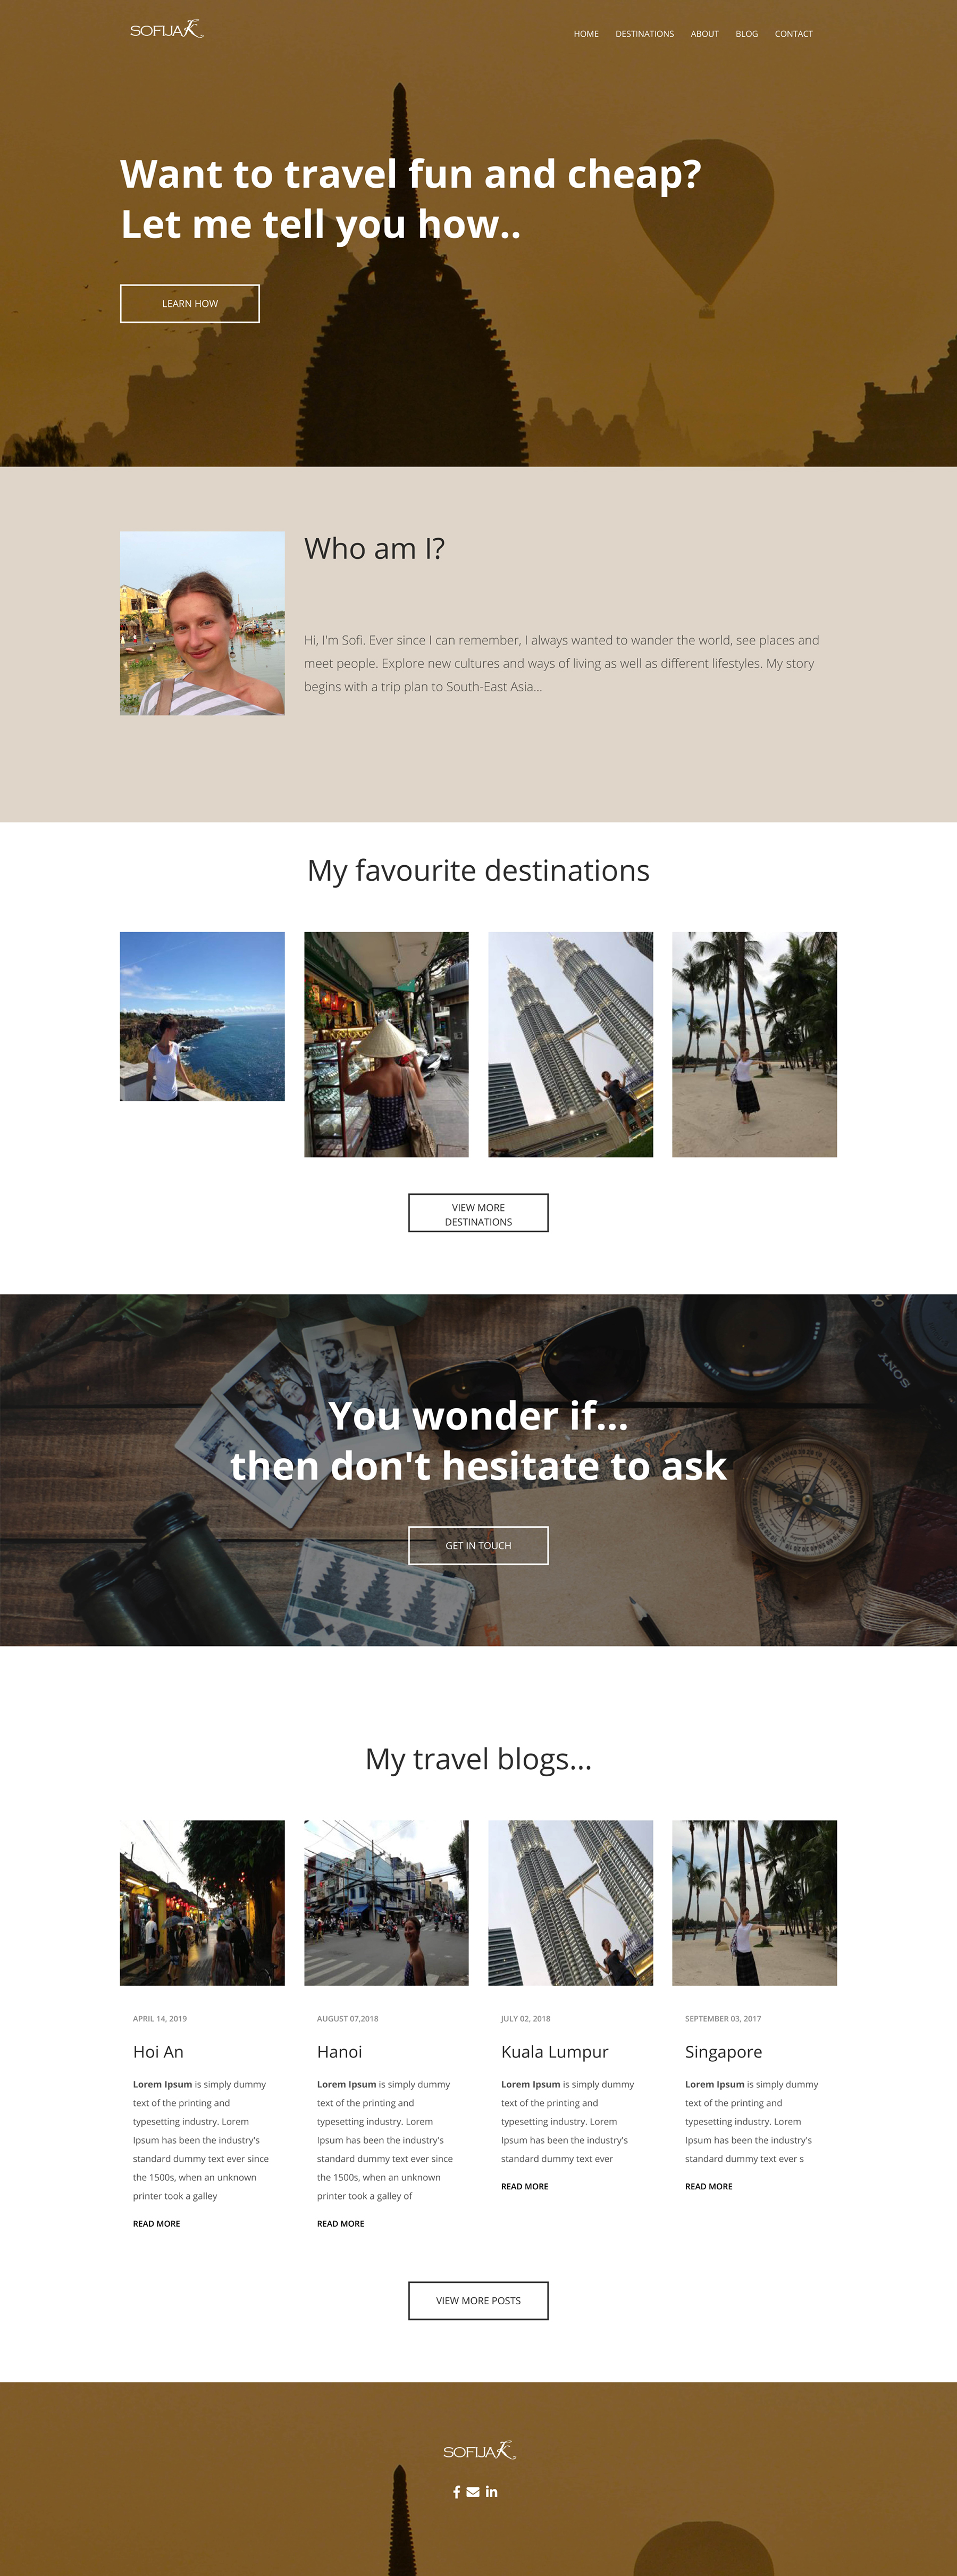 SOFIJA K
HOME DESTINATIONS ABOUT BLOG CONTACT
Want to travel fun and cheap?
Let me tell you how..
LEARN HOW
Who am I?
Hi, I'm Sofi. Ever since I can remember, I always wanted to wander the world, see places and
meet people. Explore new cultures and ways of living as well as different lifestyles. My story
begins with a trip plan to South-East Asia...
My favourite destinations
VIEW MORE
DESTINATIONS
SONY
You wonder if...
then don't hesitate to ask
GET IN TOUCH
My travel blogs...
APRIL 14, 2019
Hoi An
Lorem Ipsum is simply dummy
text of the printing and
typesetting industry. Lorem
Ipsum has been the industry's
standard dummy text ever since
the 1500s, when an unknown
printer took a galley
READ MORE
AUGUST 07,2018
Hanoi
Lorem Ipsum is simply dummy
text of the printing and
typesetting industry. Lorem
Ipsum has been the industry's
standard dummy text ever since
the 1500s, when an unknown
printer took a galley of
READ MORE
JULY 02, 2018
Kuala Lumpur
Lorem Ipsum is simply dummy
text of the printing and
typesetting industry. Lorem
Ipsum has been the industry's
standard dummy text ever
READ MORE
SEPTEMBER 03, 2017
Singapore
Lorem Ipsum is simply dummy
text of the printing and
typesetting industry. Lorem
Ipsum has been the industry's
standard dummy text ever s
READ MORE
VIEW MORE POSTS
SOFIJA K